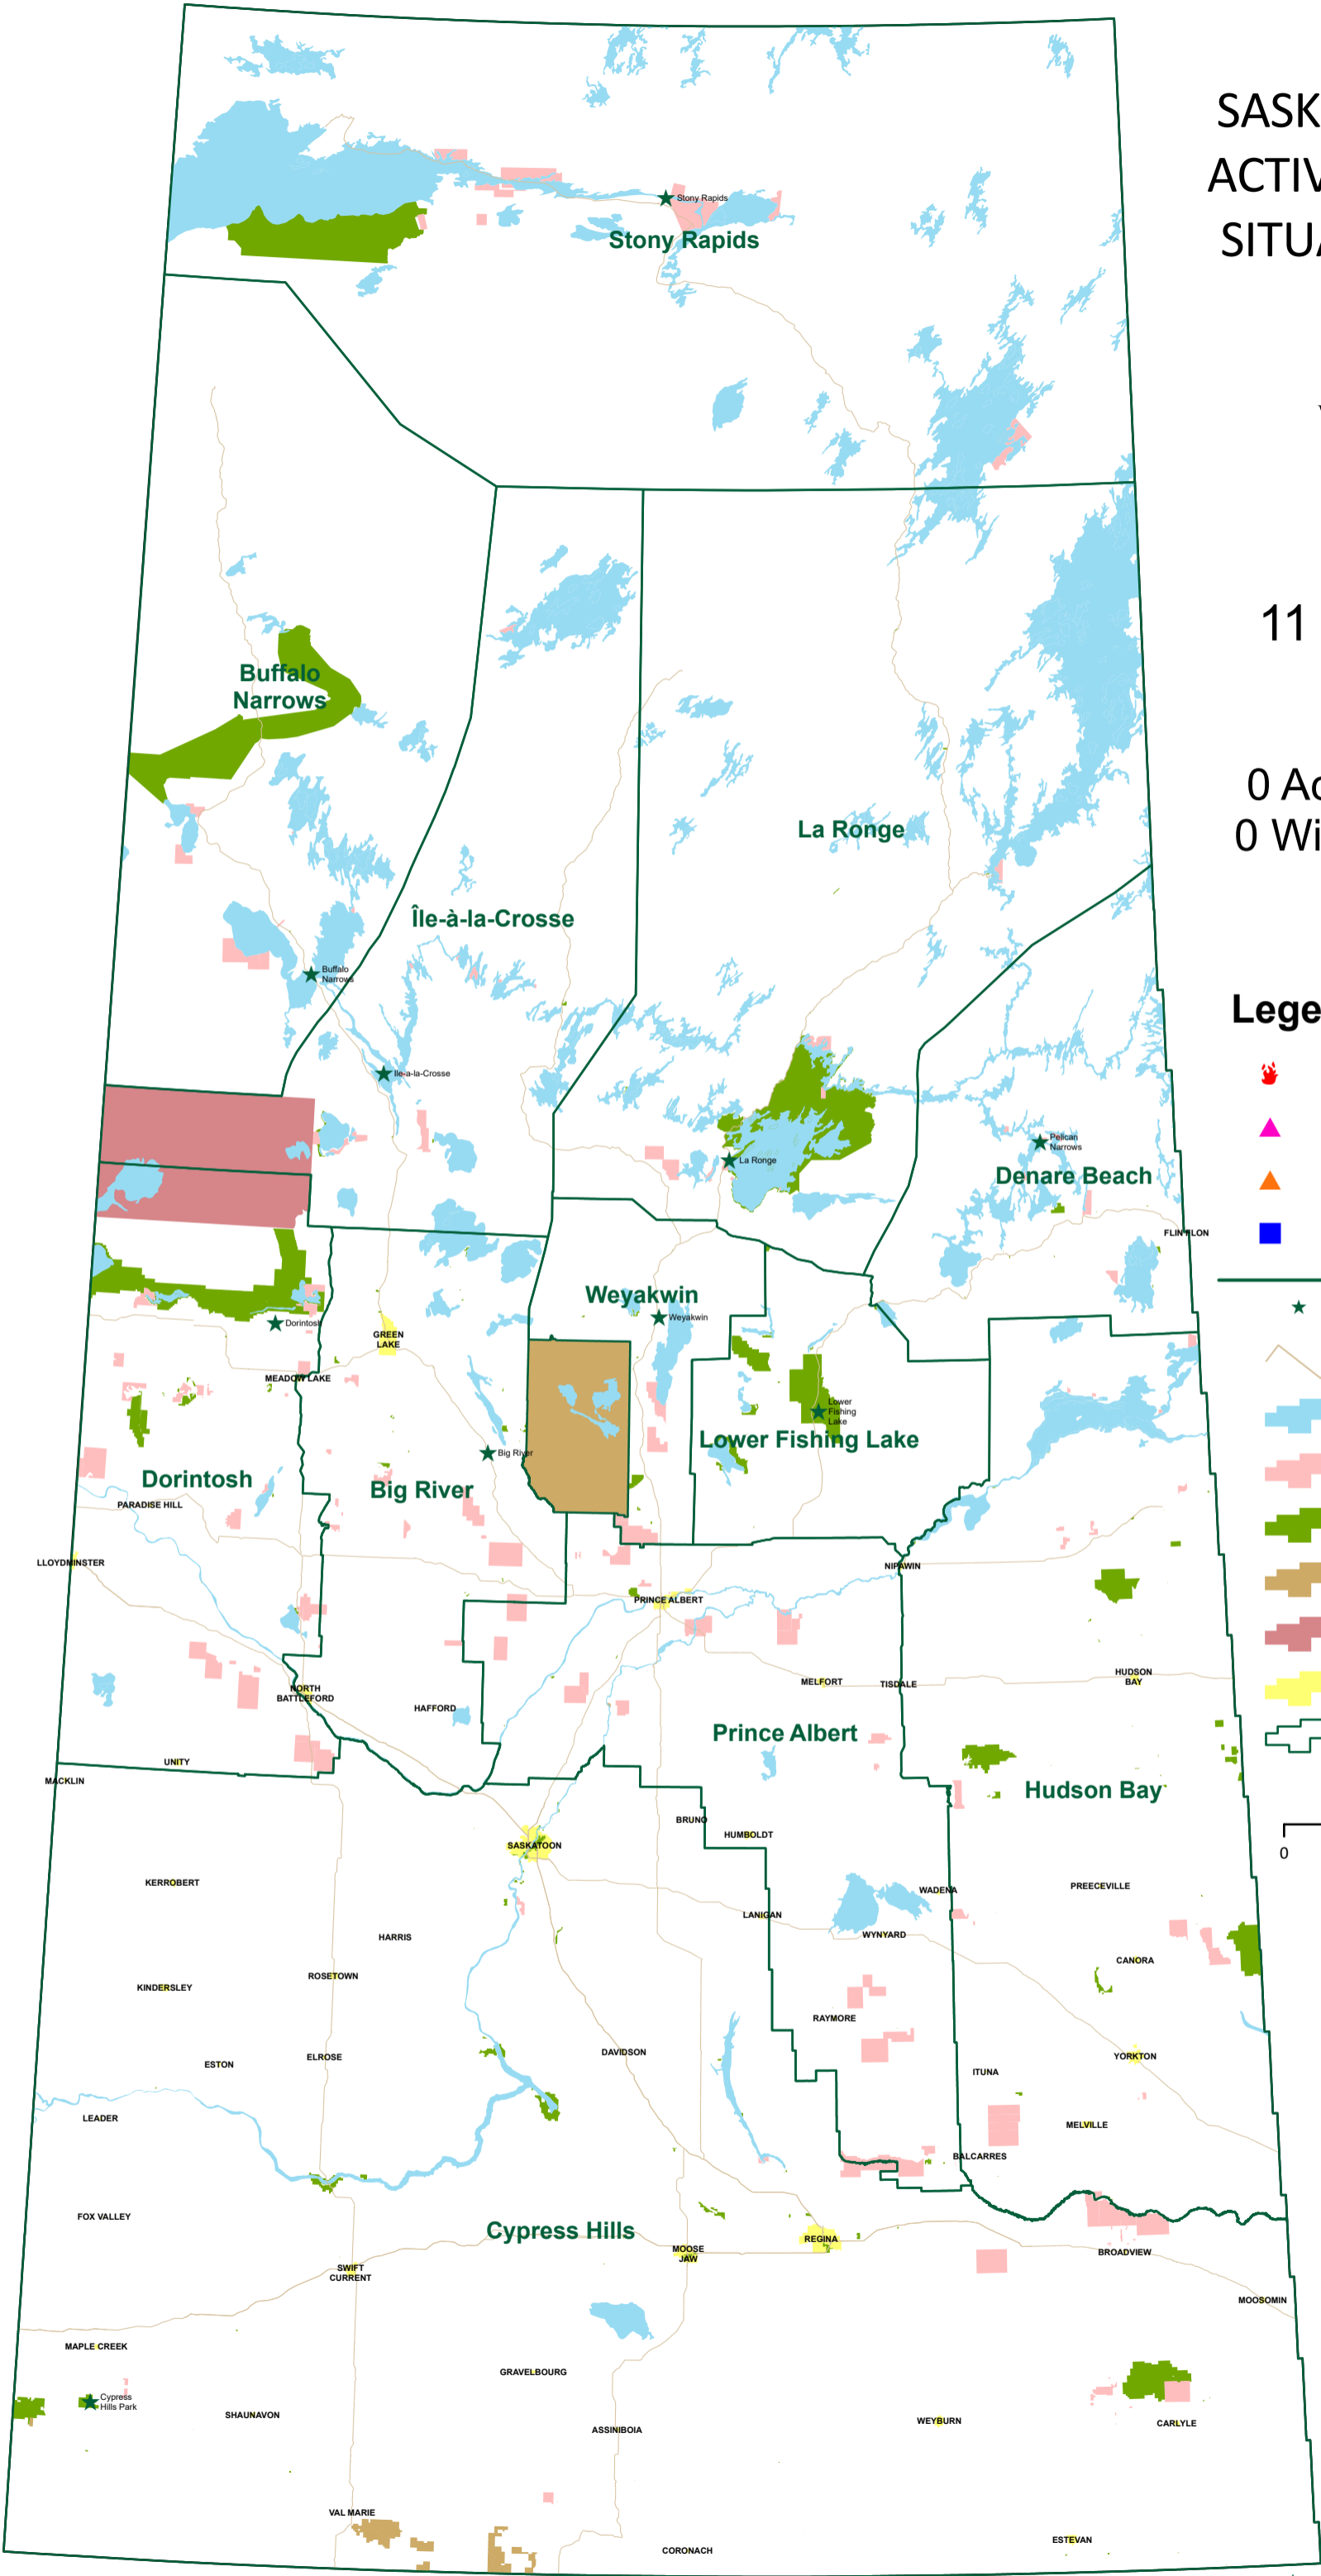 SASK
ACTIV
SITUA
Stony Rapids
Stony Rapids
11
Buffalo
Narrows
0 Ac
0 Wi
La Ronge
Île-à-la-Crosse
Buffalo
Narrows
Lege
Ile-a-la-Crosse
Pelican
Narrows
La Ronge
Denare Beach
FLIN FLON
Weyakwin
Weyakwin
Dorintosh
GREEN
LAKE
MEADOW LAKE
Lower
Fishing
Lake
Lower Fishing Lake
Big River
Dorintosh
Big River
PARADISE HILL
LLOYDMINSTER
NIPAWIN
PRINCE ALBERT
HUDSON
BAY
MELFORT
TISDALE
NORTH
BATTLEFORD
HAFFORD
Prince Albert
UNITY
MACKLIN
Hudson Bay
BRUNO
HUMBOLDT
SASKATOON
0
KERROBERT
PREECEVILLE
WADENA
LANIGAN
WYNYARD
HARRIS
CANORA
ROSETOWN
KINDERSLEY
RAYMORE
DAVIDSON
YORKTON
ELROSE
ESTON
ITUNA
LEADER
MELVILLE
BALCARRES
FOX VALLEY
Cypress Hills
REGINA
MOOSE
JAW
BROADVIEW
SWIFT
CURRENT
MOOSOMIN
MAPLE CREEK
GRAVELBOURG
Cypress
Hills Park
SHAUNAVON
WEYBURN
CARLYLE
ASSINIBOIA
VAL MARIE
ESTEVAN
CORONACH